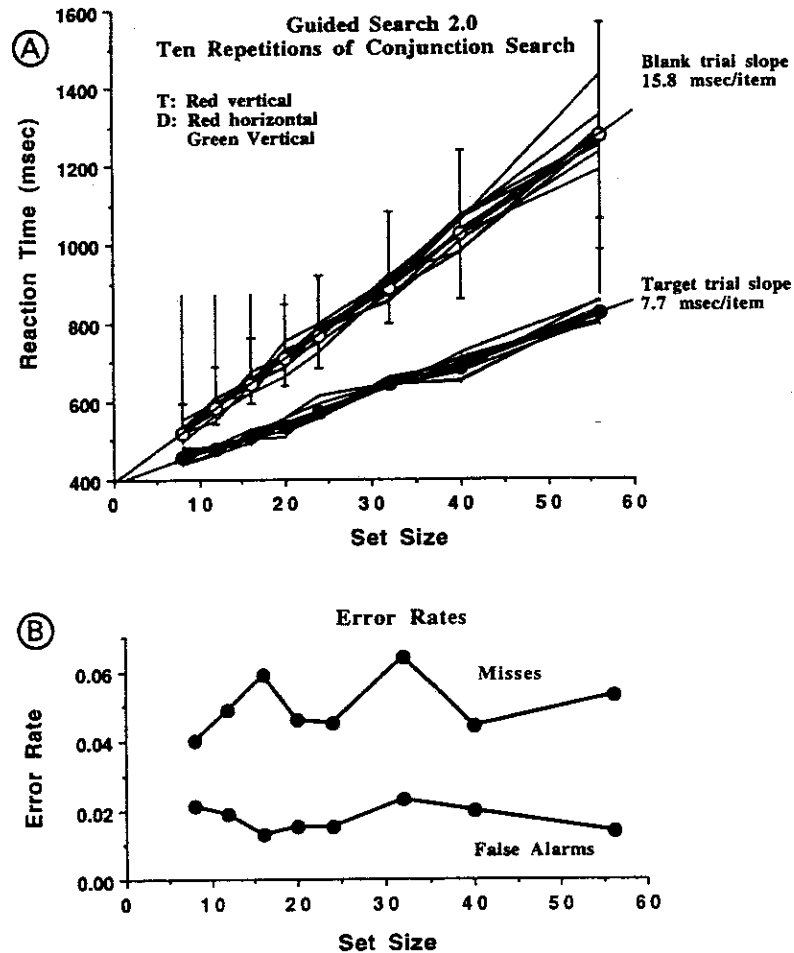 A
Guided Search 2.0
Ten Repetitions of Conjunction Search
T: Red vertical
D: Red horizontal
Green Vertical
Blank trial slope
15.8 msec/item
Target trial slope
7.7 msec/item
Reaction Time (msec)
1600
1400
1200
1000
800
600
400
0 10 20 30 40 50 60
Set Size
B
Error Rates
Misses
False Alarms
Error Rate
0.06
0.04
0.02
0.00
0 10 20 30 40 50 60
Set Size